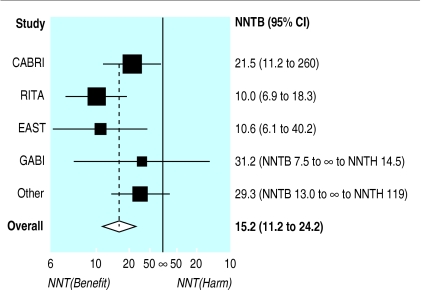 Study NNTB (95% CI)
CABRI 21.5 (11.2 to 260)
RITA 10.0 (6.9 to 18.3)
EAST 10.6 (6.1 to 40.2)
GABI 31.2 (NNTB 7.5 to ∞ to NNTH 14.5)
Other 29.3 (NNTB 13.0 to ∞ to NNTH 119)
Overall 15.2 (11.2 to 24.2)
6 10 20 50 ∞ 50 20 10
NNT(Benefit) NNT(Harm)